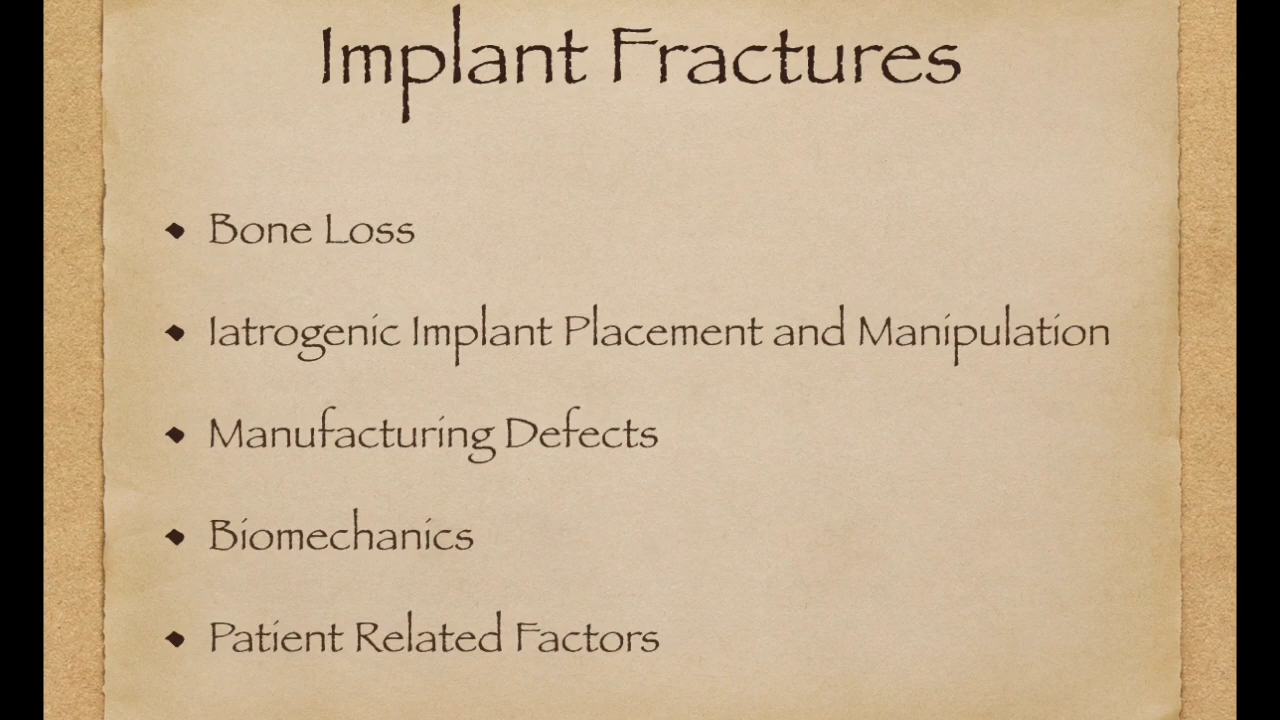 Implant Fractures
• Bone Loss
• Iatrogenic Implant Placement and Manipulation
• Manufacturing Defects
• Biomechanics
• Patient Related Factors